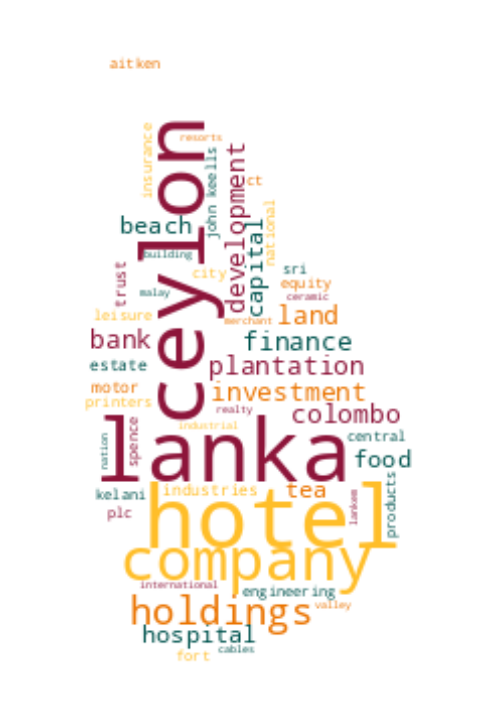 aitken
insurance
ceylon
resorts
john keells
development
ct
national
beach
capital
building
trust
city
sri
equity
malay
ceramic
leisure
merchant
land
bank
finance
estate
plantation
motor
investment
printers
realty
colombo
lanka
spence
industrial
nation
central
food
kelani
industries
tea
products
plc
hotel
lankem
company
international
engineering
holdings
valley
hospital
cables
fort